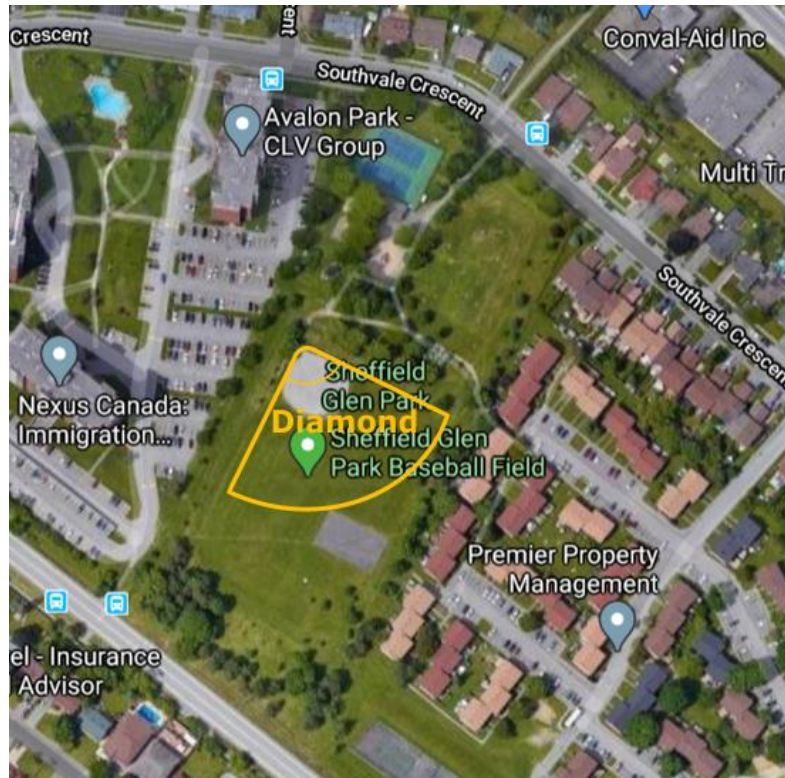 Crescent
ent
Southvale Crescent
Conval-Aid Inc
Avalon Park -
CLV Group
Multi Tr
Southvale Crescent
Sheffield
Glen Park
Diamond
Nexus Canada:
Immigration...
Sheffield Glen
Park Baseball Field
Premier Property
Management
el - Insurance
Advisor